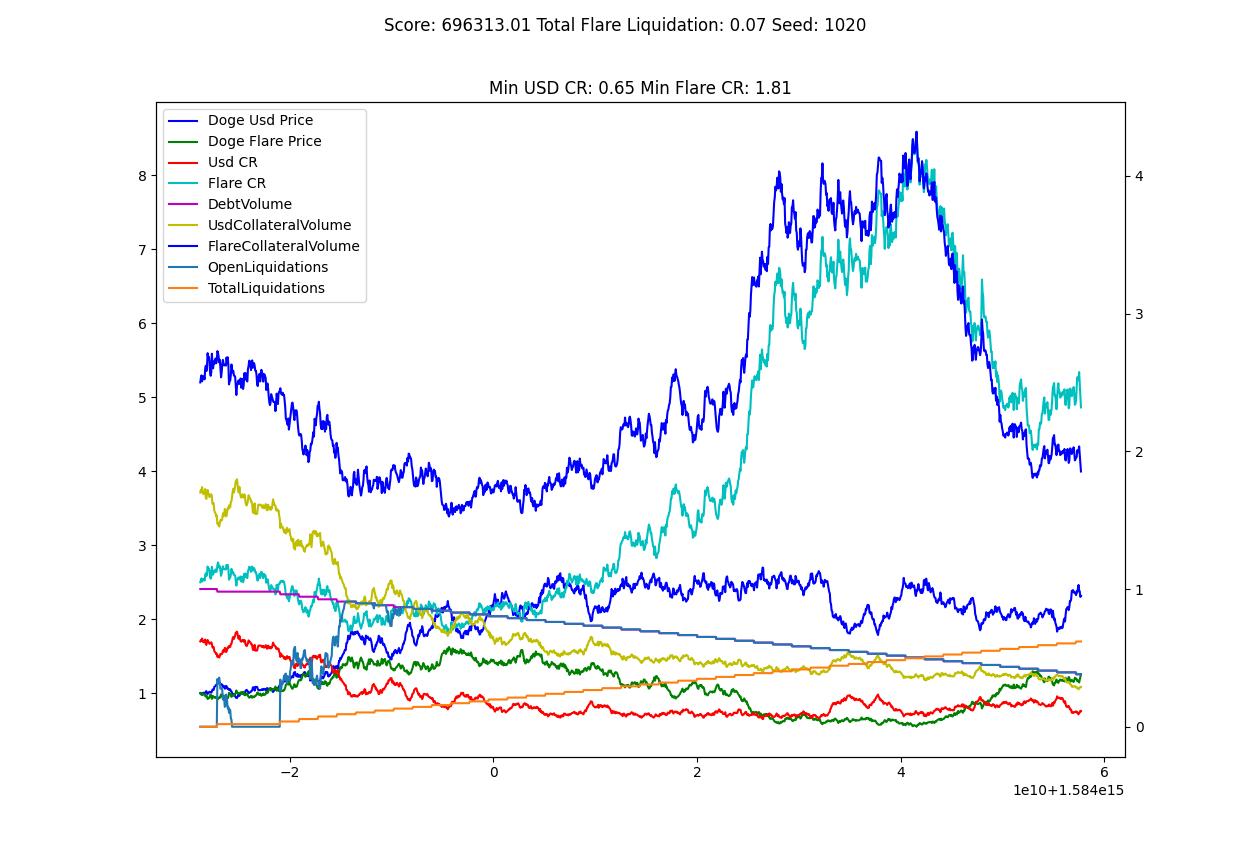 Score: 696313.01 Total Flare Liquidation: 0.07 Seed: 1020
Min USD CR: 0.65 Min Flare CR: 1.81
Doge Usd Price
Doge Flare Price
Usd CR
Flare CR
DebtVolume
UsdCollateralVolume
FlareCollateralVolume
OpenLiquidations
TotalLiquidations
8
7
6
5
4
3
2
1
4
3
2
1
0
−2
0
2
4
6
1e10+1.584e15